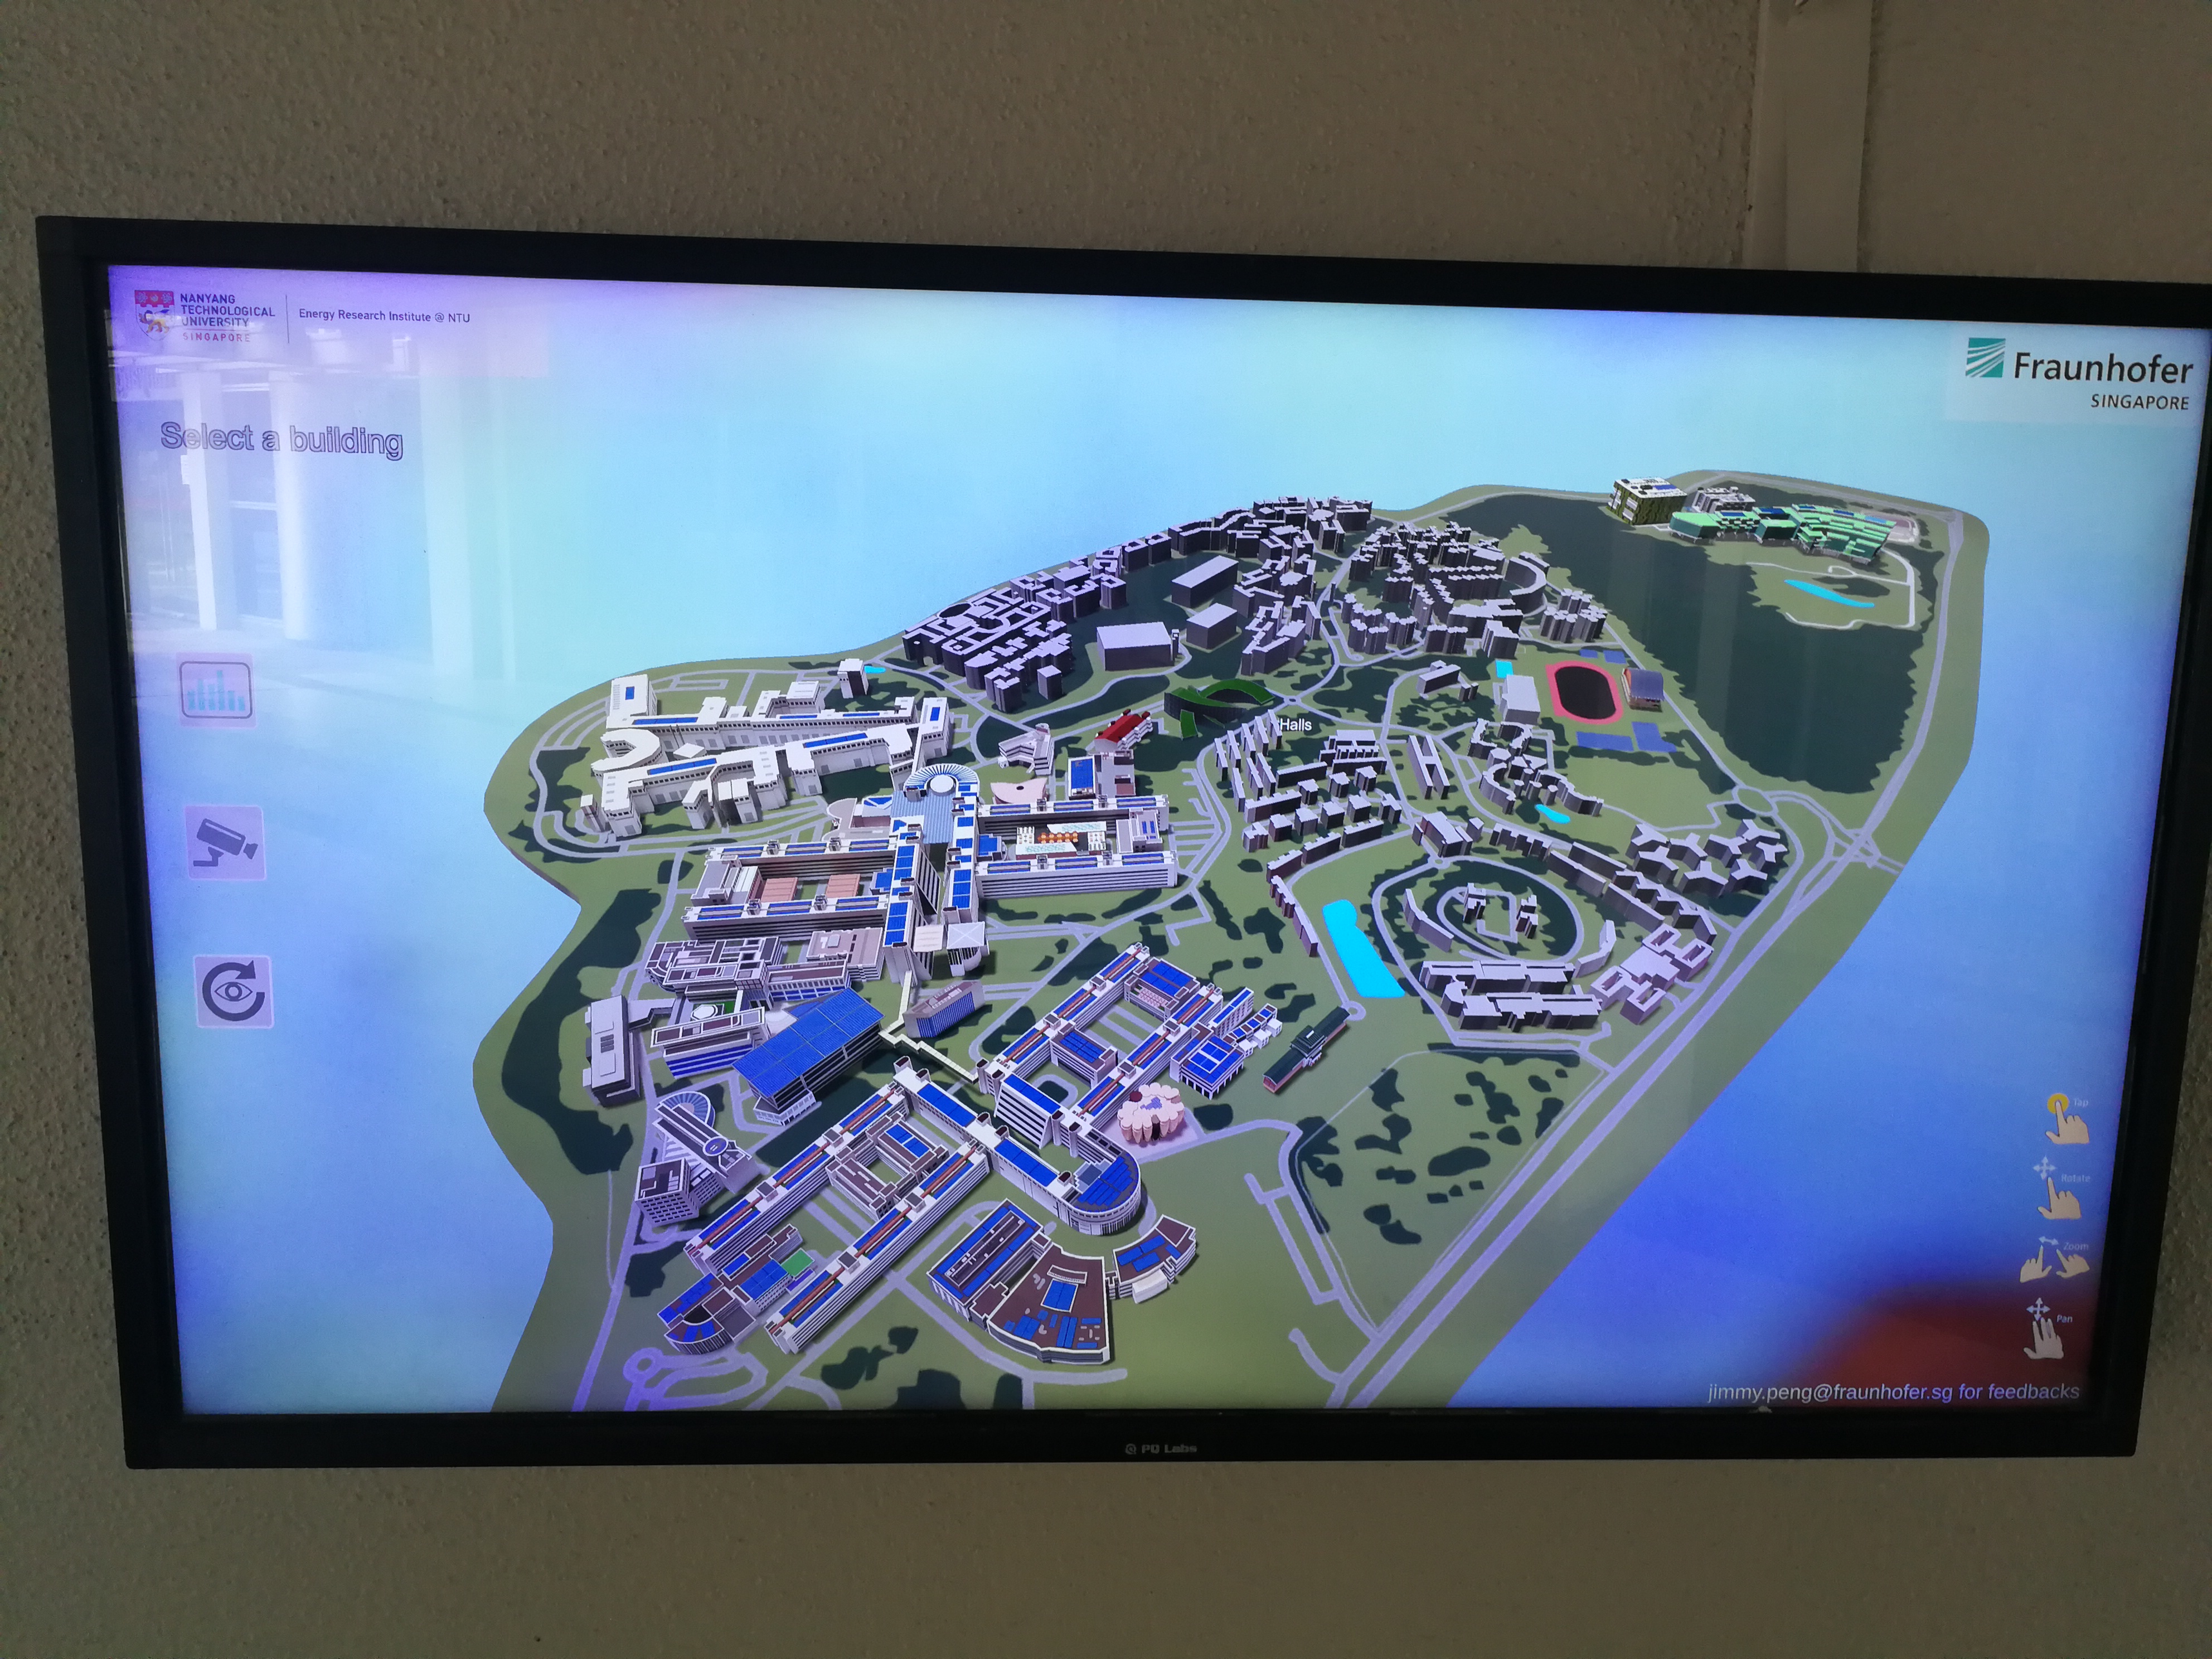 NANYANG
TECHNOLOGICAL
UNIVERSITY
SINGAPORE
Energy Research Institute @ NTU
Fraunhofer
SINGAPORE
Select a building
Halls
Tap
Rotate
Zoom
Pan
jimmy.peng@fraunhofer.sg for feedbacks
PQ Labs